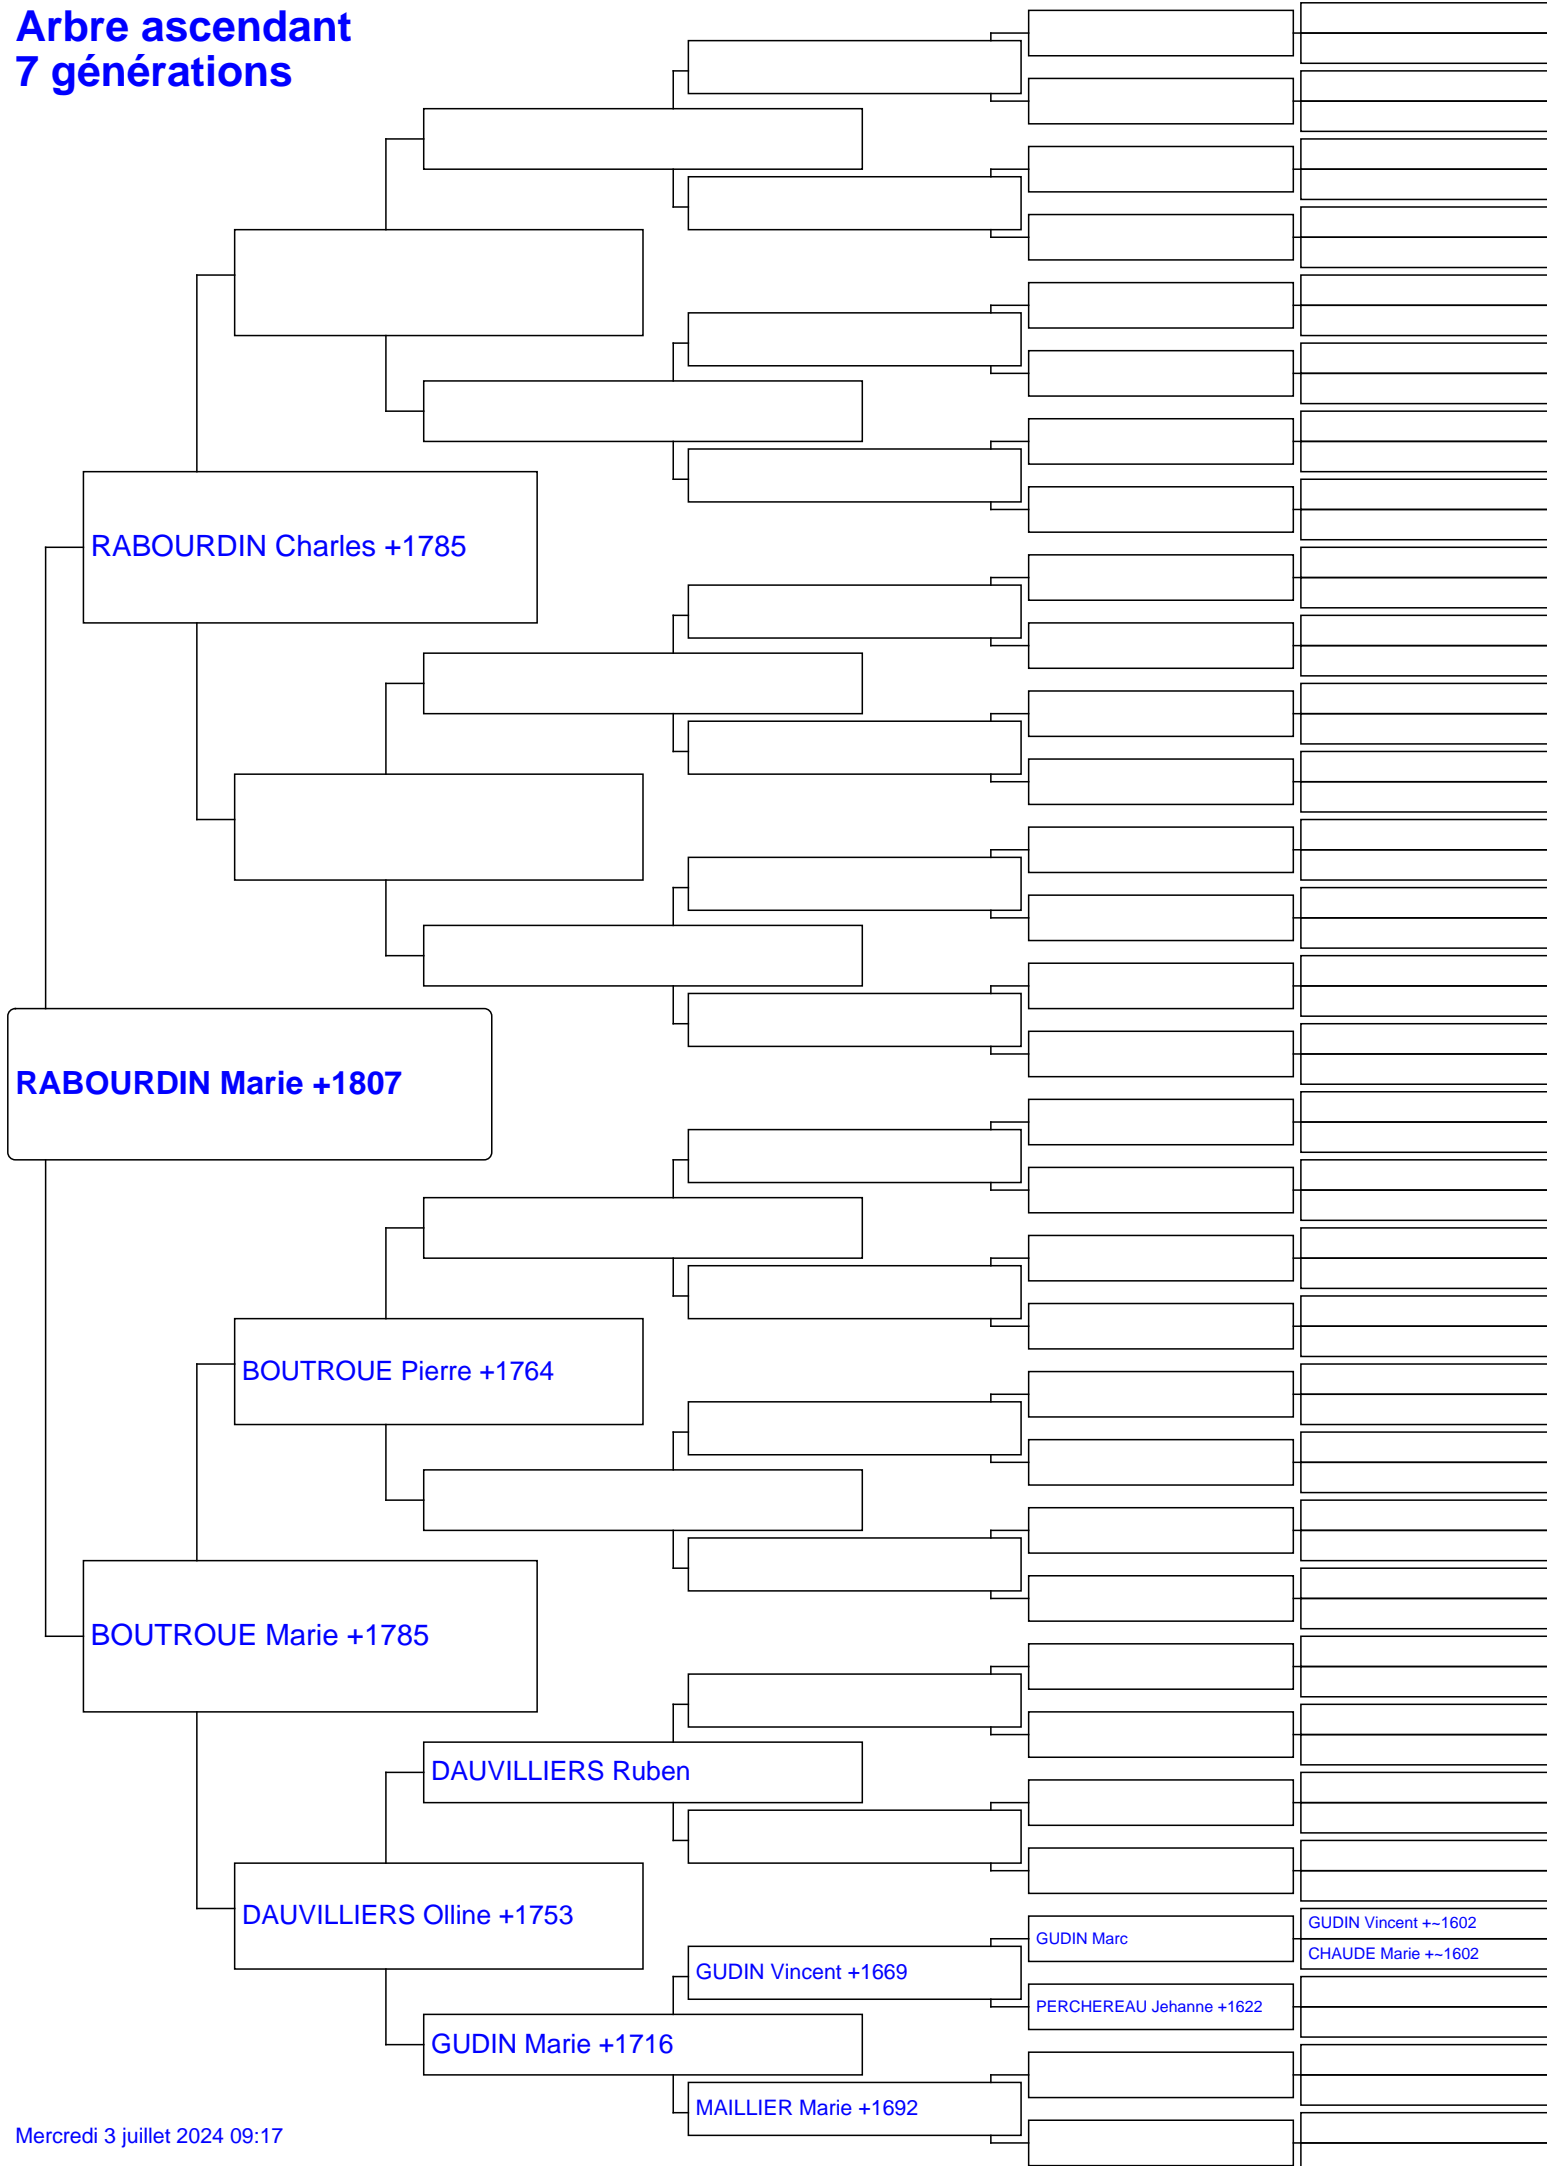 Arbre ascendant
7 générations
RABOURDIN Charles +1785
RABOURDIN Marie +1807
BOUTROUE Pierre +1764
BOUTROUE Marie +1785
DAUVILLIERS Ruben
DAUVILLIERS Olline +1753
GUDIN Vincent +~1602
GUDIN Marc
CHAUDE Marie +~1602
GUDIN Vincent +1669
PERCHEREAU Jehanne +1622
GUDIN Marie +1716
MAILLIER Marie +1692
Mercredi 3 juillet 2024 09:17